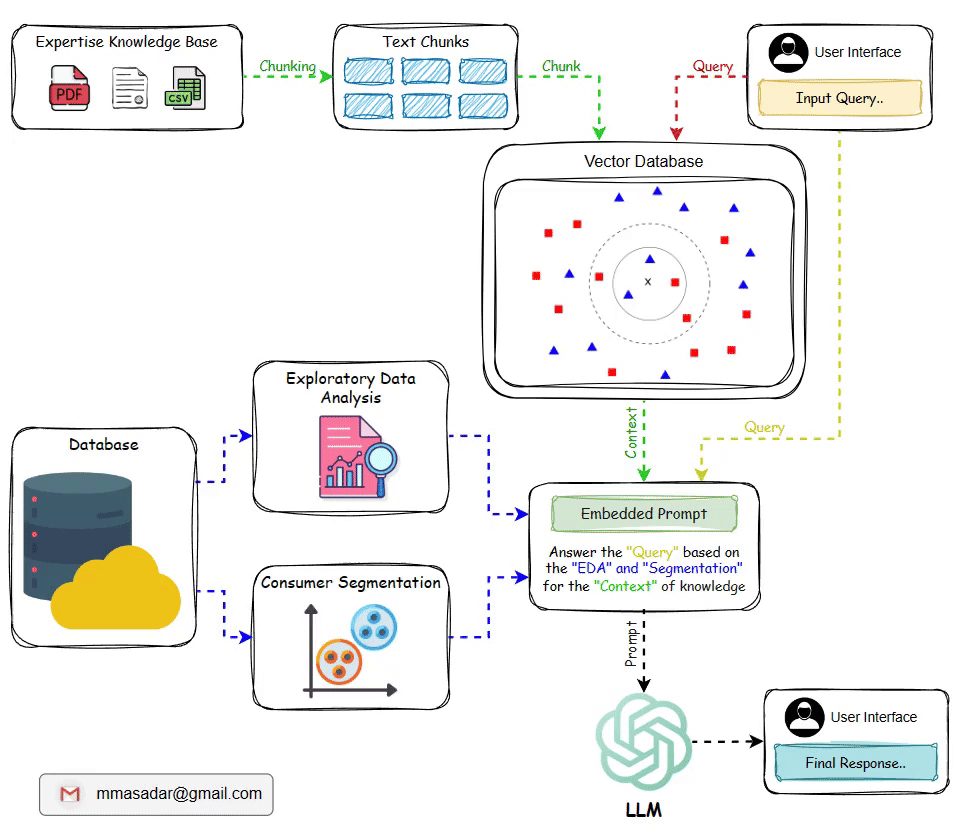 Expertise Knowledge Base
PDF
CSV
Chunking
Text Chunks
Chunk
Query
User Interface
Input Query..
Vector Database
x
Context
Query
Database
Exploratory Data
Analysis
Consumer Segmentation
Embedded Prompt
Answer the "Query" based on
the "EDA" and "Segmentation"
for the "Context" of knowledge
Prompt
LLM
User Interface
Final Response..
mmasadar@gmail.com